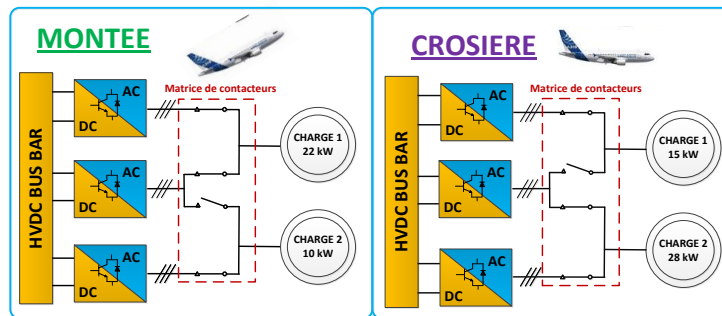 MONTEE
HVDC BUS BAR
AC
DC
AC
DC
AC
DC
Matrice de contacteurs
CHARGE 1
22 kW
CHARGE 2
10 kW
CROSIERE
HVDC BUS BAR
AC
DC
AC
DC
AC
DC
Matrice de contacteurs
CHARGE 1
15 kW
CHARGE 2
28 kW